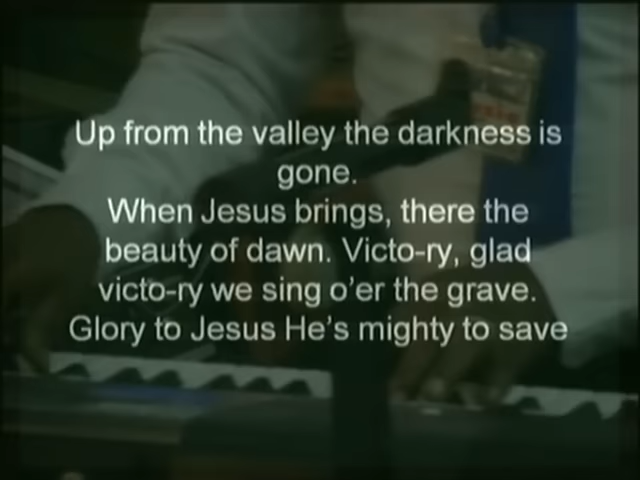 Up from the valley the darkness is
gone.
When Jesus brings, there the
beauty of dawn. Victo-ry, glad
victo-ry we sing o'er the grave.
Glory to Jesus He's mighty to save